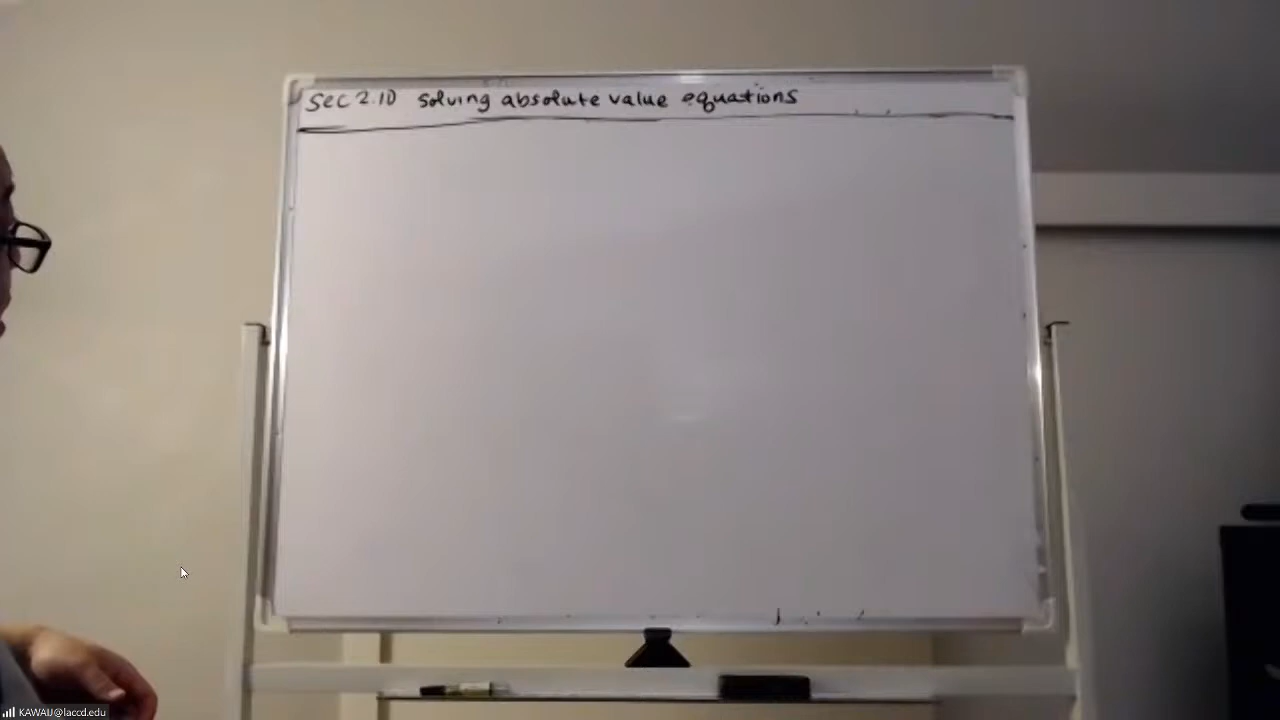 Sec 2.10 Solving absolute value equations
KAWAIJ@laccd.edu